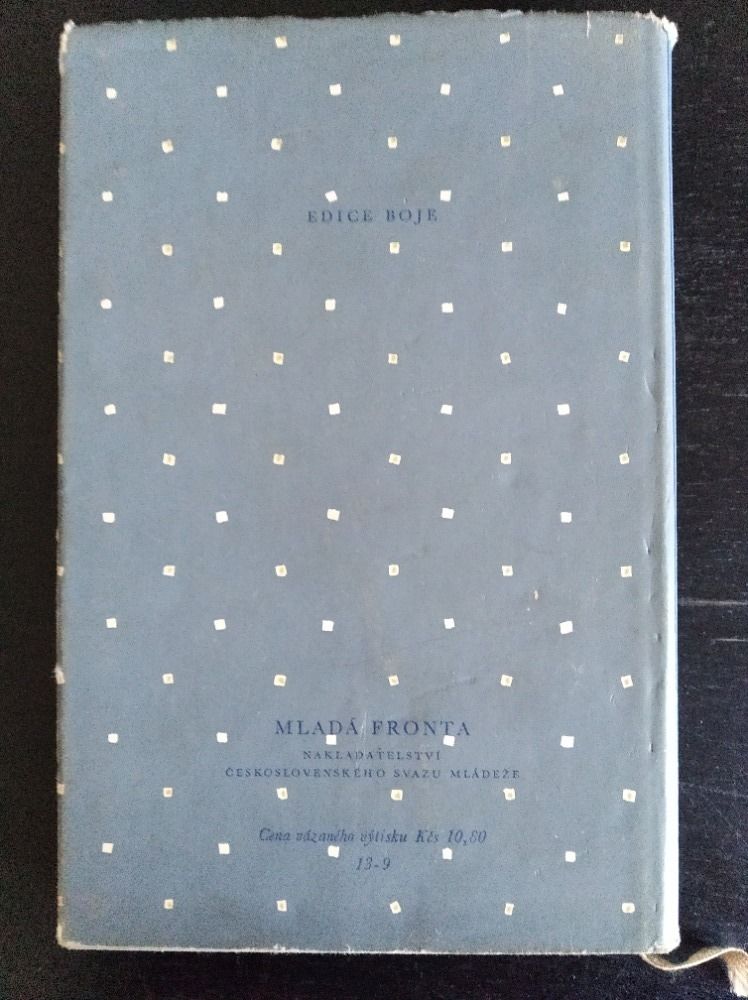 EDICE BOJE
MLADÁ FRONTA
NAKLADATELSTVÍ
ČESKOSLOVENSKÉHO SVAZU MLÁDEŽE
Cena vázaného výtisku Kčs 10,80
13-9